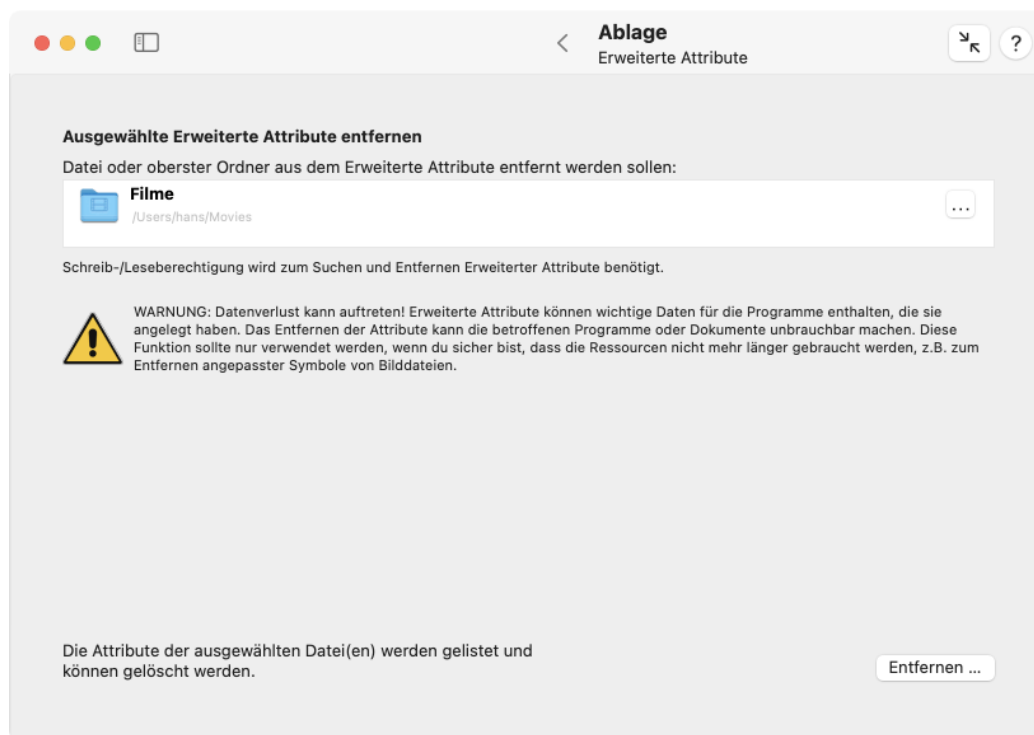 Ablage
Erweiterte Attribute
?
Ausgewählte Erweiterte Attribute entfernen
Datei oder oberster Ordner aus dem Erweiterte Attribute entfernt werden sollen:
Filme
/Users/hans/Movies
...
Schreib-/Leseberechtigung wird zum Suchen und Entfernen Erweiterter Attribute benötigt.
WARNUNG: Datenverlust kann auftreten! Erweiterte Attribute können wichtige Daten für die Programme enthalten, die sie
angelegt haben. Das Entfernen der Attribute kann die betroffenen Programme oder Dokumente unbrauchbar machen. Diese
Funktion sollte nur verwendet werden, wenn du sicher bist, dass die Ressourcen nicht mehr länger gebraucht werden, z.B. zum
Entfernen angepasster Symbole von Bilddateien.
Die Attribute der ausgewählten Datei(en) werden gelistet und
können gelöscht werden.
Entfernen ...